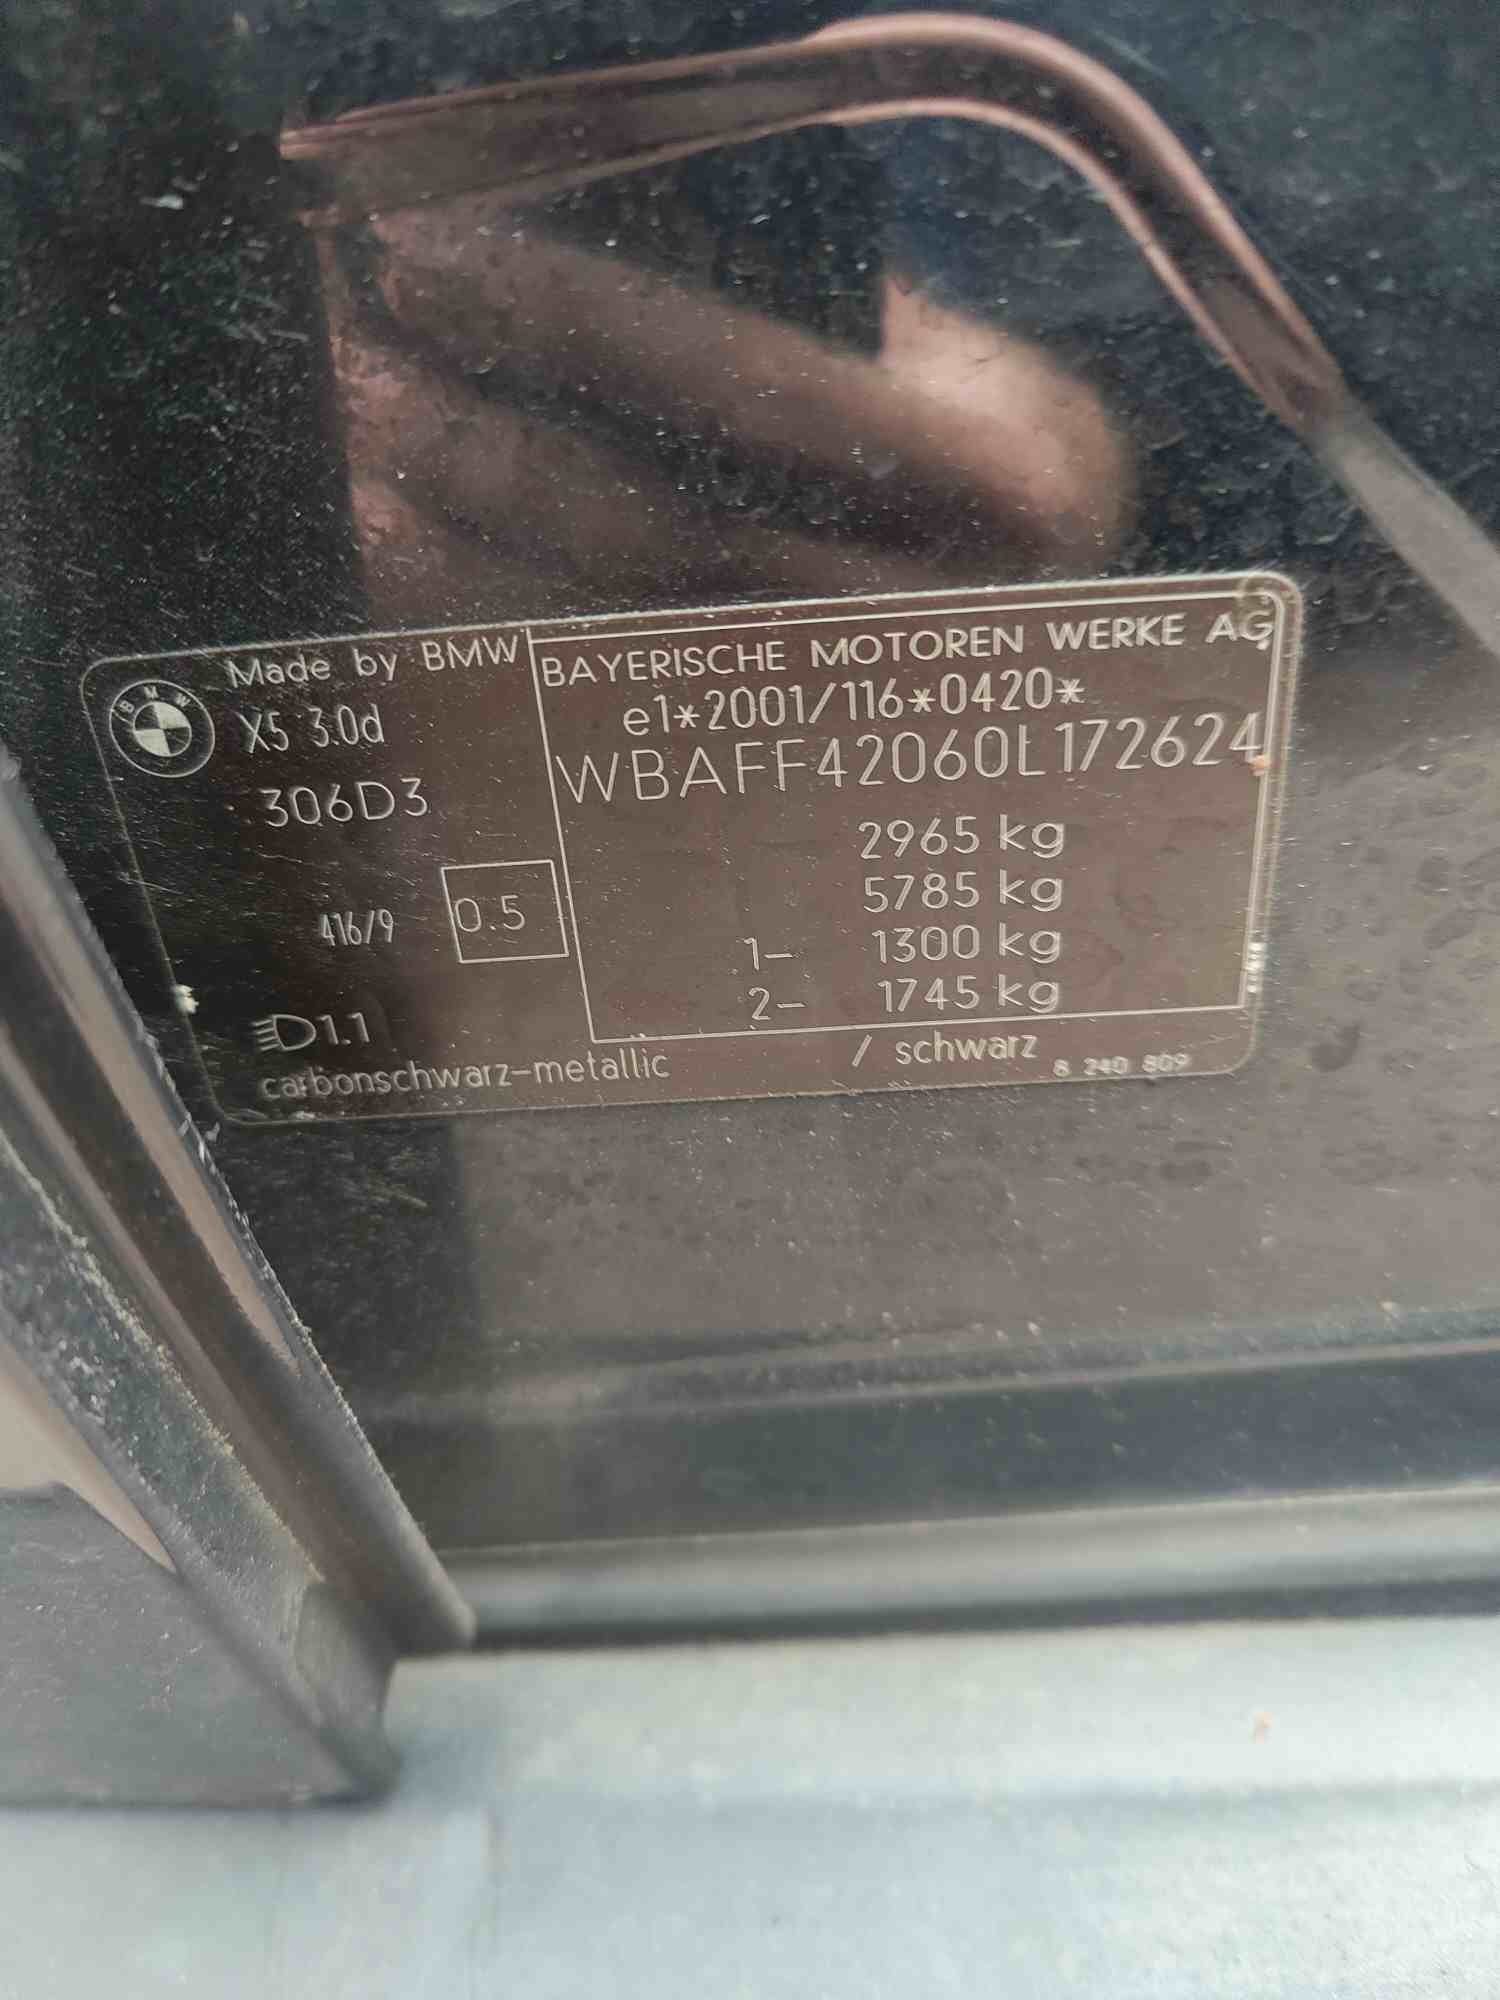 Made by BMW
BMW
X5 3.0d
306D3
416/9
0.5
D1.1
BAYERISCHE MOTOREN WERKE AG
e1*2001/116*0420*
WBAFF42060L172624
2965 kg
5785 kg
1- 1300 kg
2- 1745 kg
carbonschwarz-metallic / schwarz
8 240 809